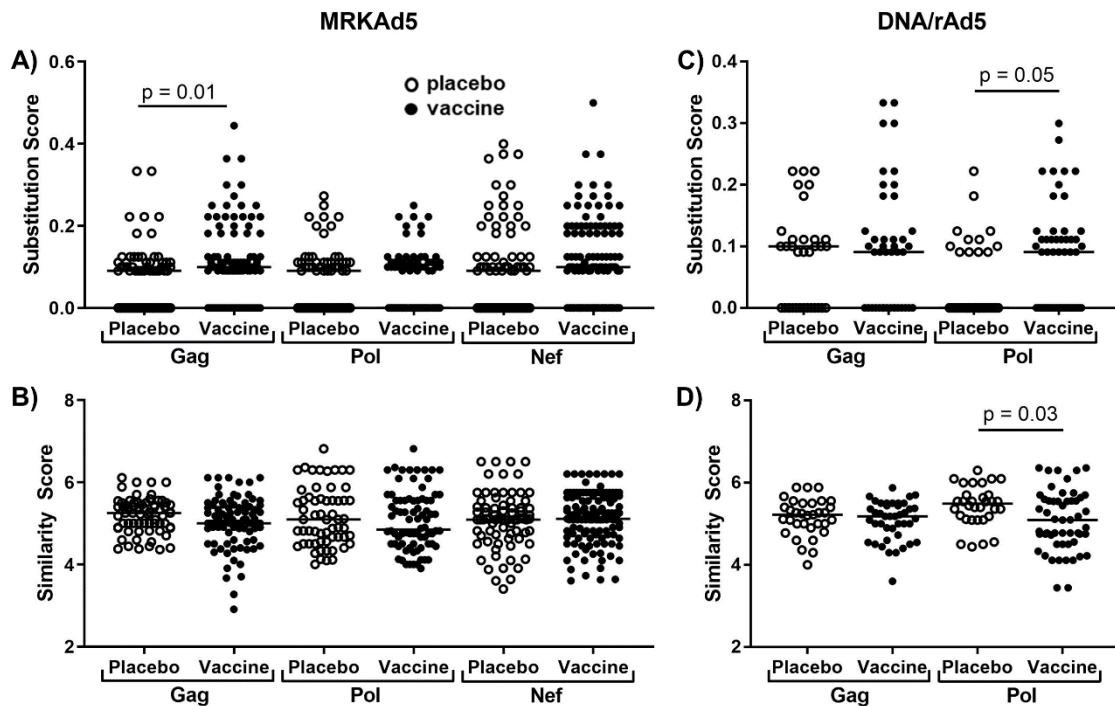 MRKAd5
DNA/rAd5
A)
Substitution Score
0.6
0.4
0.2
0.0
p = 0.01
placebo
vaccine
Placebo Vaccine Placebo Vaccine Placebo Vaccine
Gag Pol Nef
C)
Substitution Score
0.4
0.3
0.2
0.1
0.0
p = 0.05
Placebo Vaccine Placebo Vaccine
Gag Pol
B)
Similarity Score
8
6
4
2
Placebo Vaccine Placebo Vaccine Placebo Vaccine
Gag Pol Nef
D)
Similarity Score
8
6
4
2
p = 0.03
Placebo Vaccine Placebo Vaccine
Gag Pol